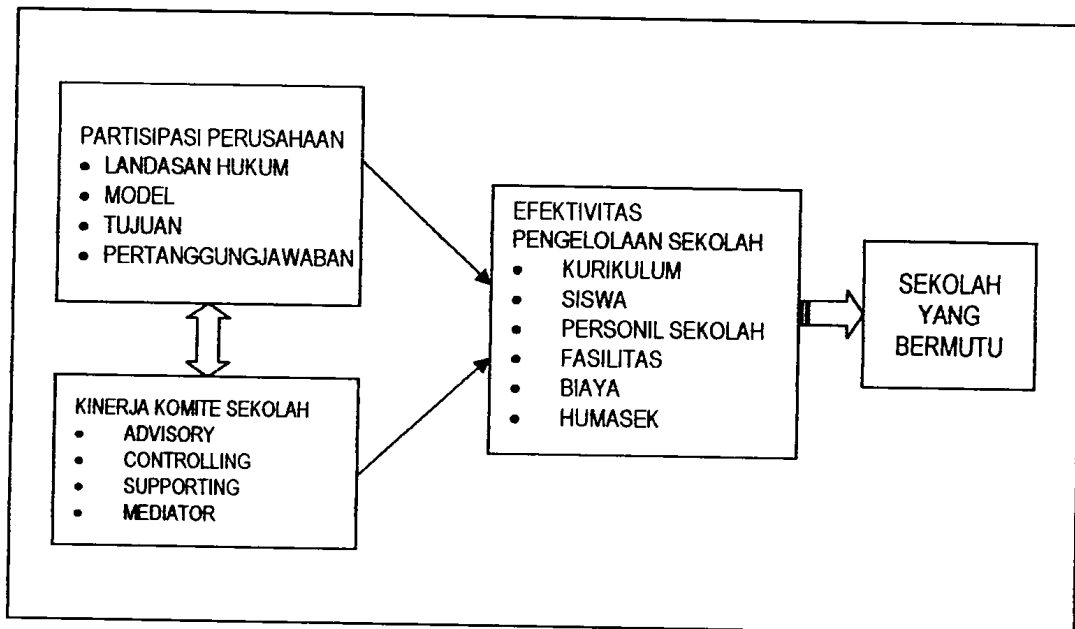 PARTISIPASI PERUSAHAAN
• LANDASAN HUKUM
• MODEL
• TUJUAN
• PERTANGGUNGJAWABAN
KINERJA KOMITE SEKOLAH
• ADVISORY
• CONTROLLING
• SUPPORTING
• MEDIATOR
EFEKTIVITAS
PENGELOLAAN SEKOLAH
• KURIKULUM
• SISWA
• PERSONIL SEKOLAH
• FASILITAS
• BIAYA
• HUMASEK
SEKOLAH
YANG
BERMUTU